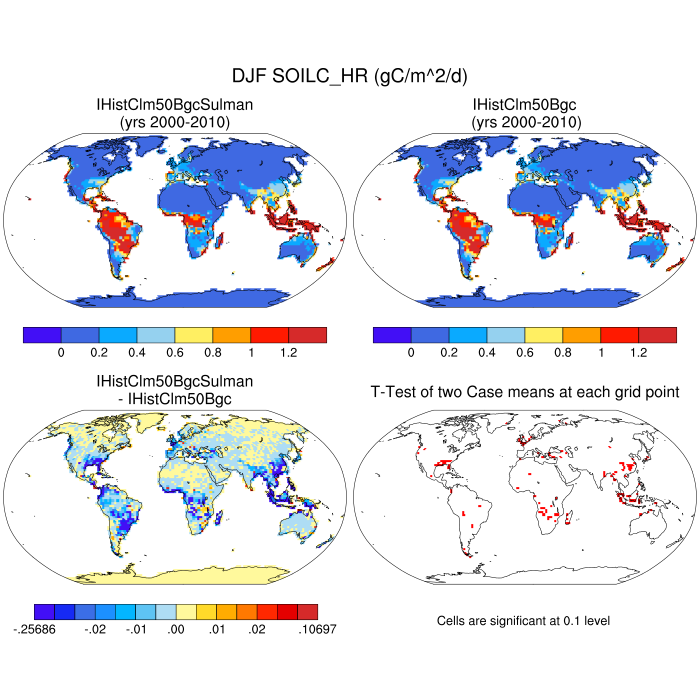 DJF SOILC_HR (gC/m^2/d)
IHistClm50BgcSulman
(yrs 2000-2010)
IHistClm50Bgc
(yrs 2000-2010)
0 0.2 0.4 0.6 0.8 1 1.2
0 0.2 0.4 0.6 0.8 1 1.2
IHistClm50BgcSulman
- IHistClm50Bgc
T-Test of two Case means at each grid point
-.25686 -.02 -.01 .00 .01 .02 .10697
Cells are significant at 0.1 level